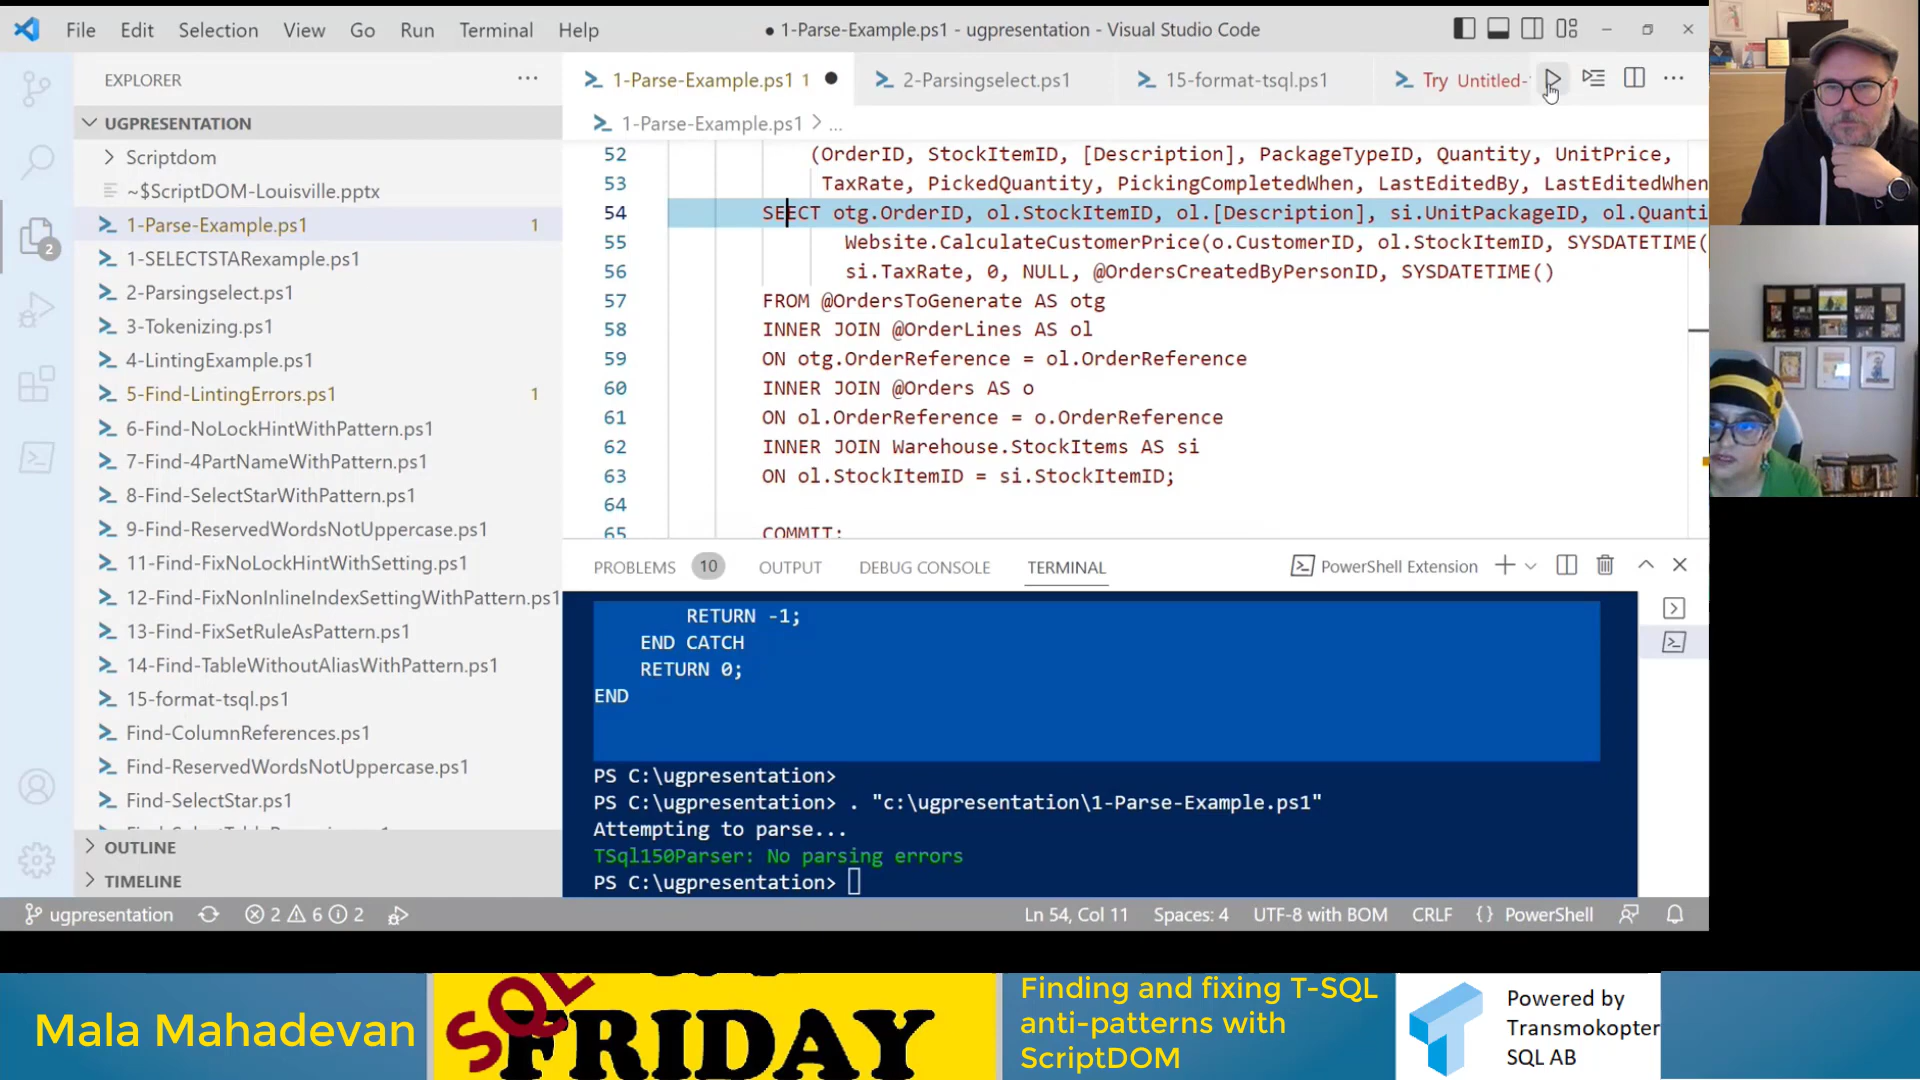 File Edit Selection View Go Run Terminal Help
● 1-Parse-Example.ps1 - ugpresentation - Visual Studio Code
EXPLORER
UGPRESENTATION
Scriptdom
~$ScriptDOM-Louisville.pptx
1-Parse-Example.ps1 1
1-SELECTSTARexample.ps1
2-Parsingselect.ps1
3-Tokenizing.ps1
4-LintingExample.ps1
5-Find-LintingErrors.ps1 1
6-Find-NoLockHintWithPattern.ps1
7-Find-4PartNameWithPattern.ps1
8-Find-SelectStarWithPattern.ps1
9-Find-ReservedWordsNotUppercase.ps1
11-Find-FixNoLockHintWithSetting.ps1
12-Find-FixNonInlineIndexSettingWithPattern.ps1
13-Find-FixSetRuleAsPattern.ps1
14-Find-TableWithoutAliasWithPattern.ps1
15-format-tsql.ps1
Find-ColumnReferences.ps1
Find-ReservedWordsNotUppercase.ps1
Find-SelectStar.ps1
OUTLINE
TIMELINE
2
1-Parse-Example.ps1 1 ●
2-Parsingselect.ps1
15-format-tsql.ps1
Try Untitled-
1-Parse-Example.ps1 > ...
52 (OrderID, StockItemID, [Description], PackageTypeID, Quantity, UnitPrice,
53 TaxRate, PickedQuantity, PickingCompletedWhen, LastEditedBy, LastEditedWhen
54 SEECT otg.OrderID, ol.StockItemID, ol.[Description], si.UnitPackageID, ol.Quanti
55 Website.CalculateCustomerPrice(o.CustomerID, ol.StockItemID, SYSDATETIME(
56 si.TaxRate, 0, NULL, @OrdersCreatedByPersonID, SYSDATETIME()
57 FROM @OrdersToGenerate AS otg
58 INNER JOIN @OrderLines AS ol
59 ON otg.OrderReference = ol.OrderReference
60 INNER JOIN @Orders AS o
61 ON ol.OrderReference = o.OrderReference
62 INNER JOIN Warehouse.StockItems AS si
63 ON ol.StockItemID = si.StockItemID;
64
65 COMMIT;
PROBLEMS 10 OUTPUT DEBUG CONSOLE TERMINAL PowerShell Extension
RETURN -1;
END CATCH
RETURN 0;
END
PS C:\ugpresentation>
PS C:\ugpresentation> . "c:\ugpresentation\1-Parse-Example.ps1"
Attempting to parse...
TSql150Parser: No parsing errors
PS C:\ugpresentation>
ugpresentation 2 6 2 Ln 54, Col 11 Spaces: 4 UTF-8 with BOM CRLF {} PowerShell
Mala Mahadevan
SQL
FRIDAY
Finding and fixing T-SQL
anti-patterns with
ScriptDOM
Powered by
Transmokopter
SQL AB